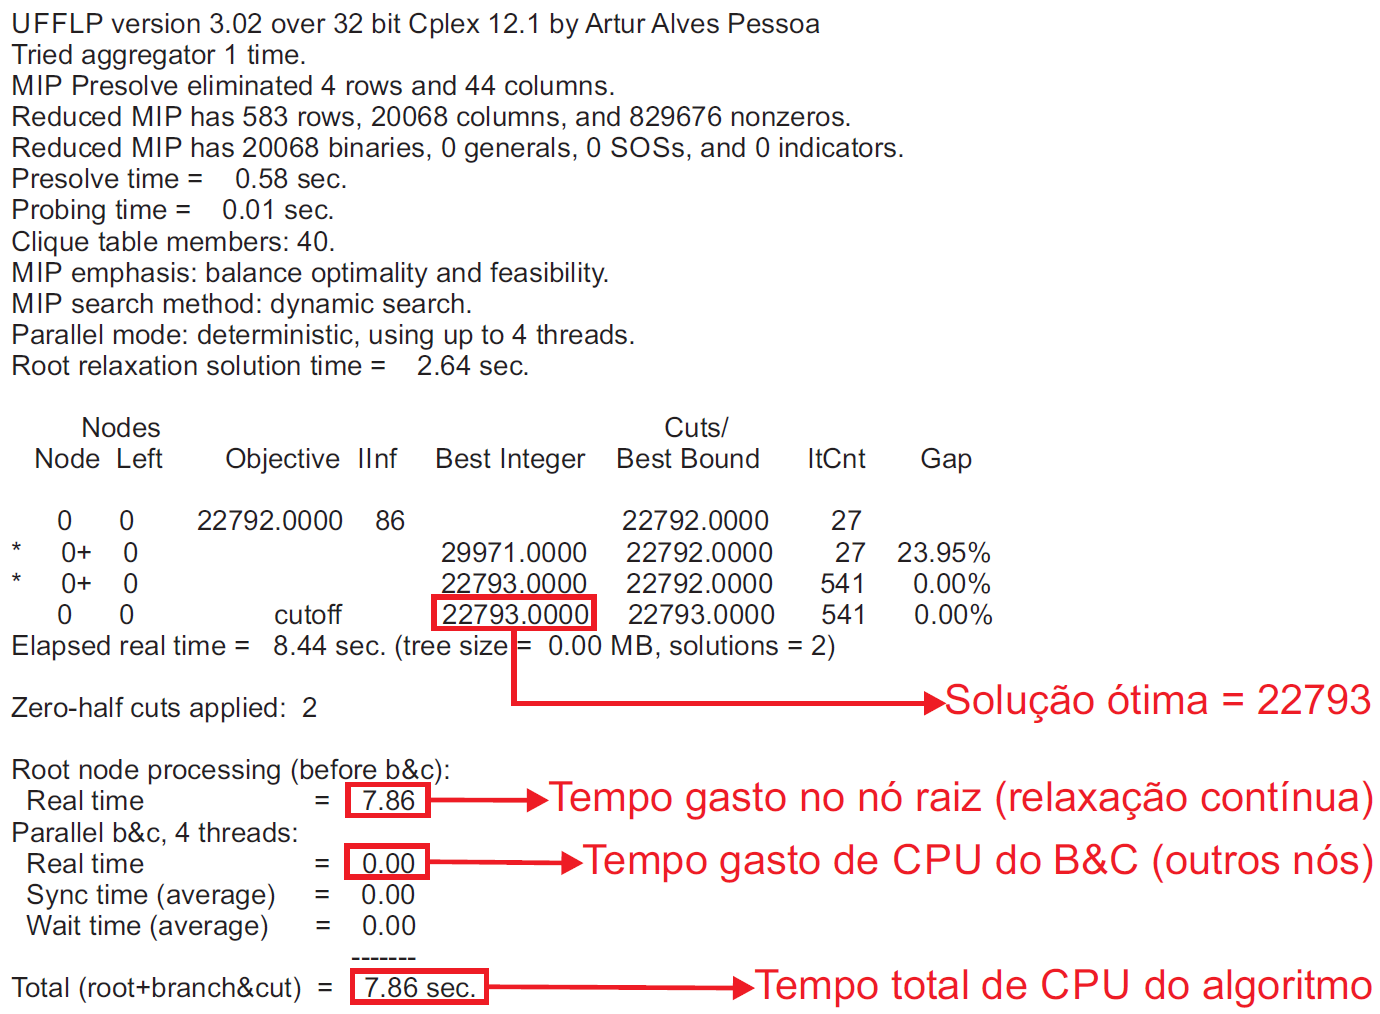 UFFLP version 3.02 over 32 bit Cplex 12.1 by Artur Alves Pessoa
Tried aggregator 1 time.
MIP Presolve eliminated 4 rows and 44 columns.
Reduced MIP has 583 rows, 20068 columns, and 829676 nonzeros.
Reduced MIP has 20068 binaries, 0 generals, 0 SOSs, and 0 indicators.
Presolve time = 0.58 sec.
Probing time = 0.01 sec.
Clique table members: 40.
MIP emphasis: balance optimality and feasibility.
MIP search method: dynamic search.
Parallel mode: deterministic, using up to 4 threads.
Root relaxation solution time = 2.64 sec.
Nodes Cuts/
Node Left Objective IInf Best Integer Best Bound ItCnt Gap
0 0 22792.0000 86 22792.0000 27
* 0+ 0 29971.0000 22792.0000 27 23.95%
* 0+ 0 22793.0000 22792.0000 541 0.00%
0 0 cutoff 22793.0000 22793.0000 541 0.00%
Elapsed real time = 8.44 sec. (tree size = 0.00 MB, solutions = 2)
Solução ótima = 22793
Zero-half cuts applied: 2
Root node processing (before b&c):
Real time = 7.86 Tempo gasto no nó raiz (relaxação contínua)
Parallel b&c, 4 threads:
Real time = 0.00 Tempo gasto de CPU do B&C (outros nós)
Sync time (average) = 0.00
Wait time (average) = 0.00
-------
Total (root+branch&cut) = 7.86 sec. Tempo total de CPU do algoritmo